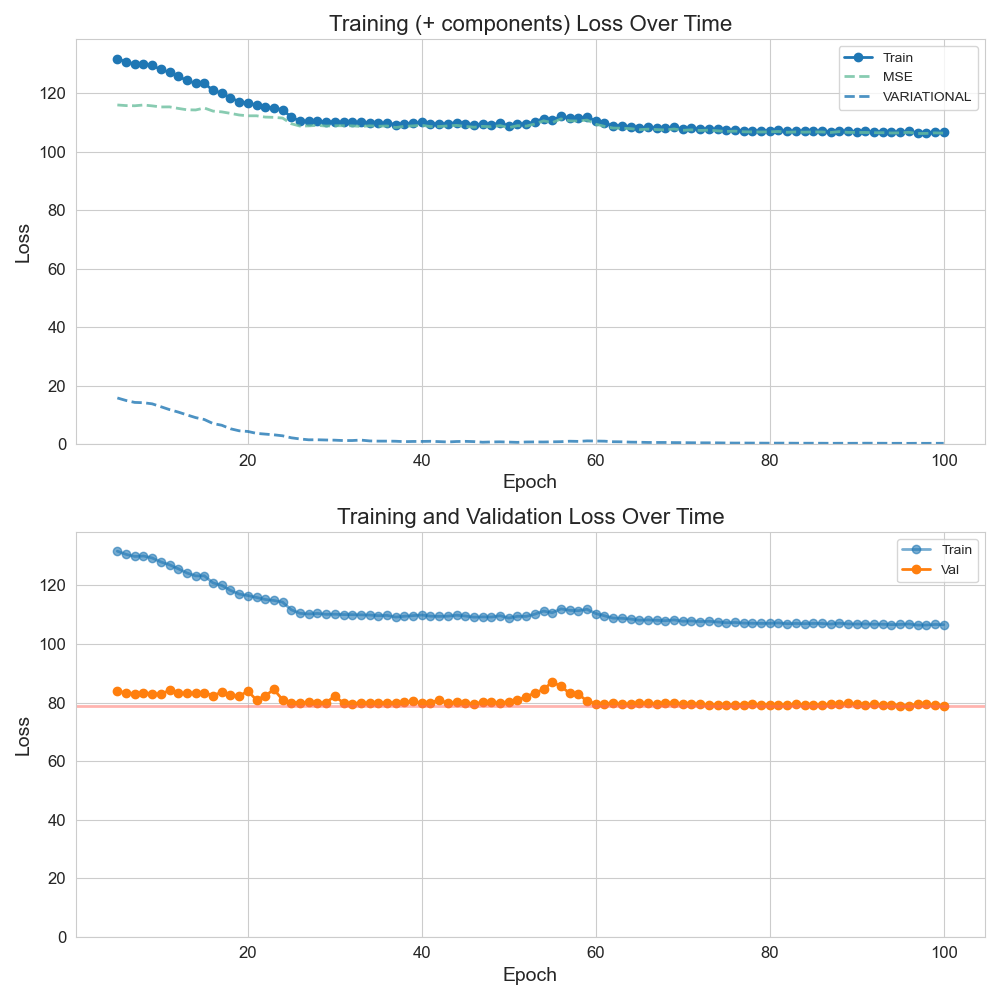 Training (+ components) Loss Over Time
Train
MSE
VARIATIONAL
Loss
120
100
80
60
40
20
0
20 40 60 80 100
Epoch
Training and Validation Loss Over Time
Train
Val
Loss
120
100
80
60
40
20
0
20 40 60 80 100
Epoch